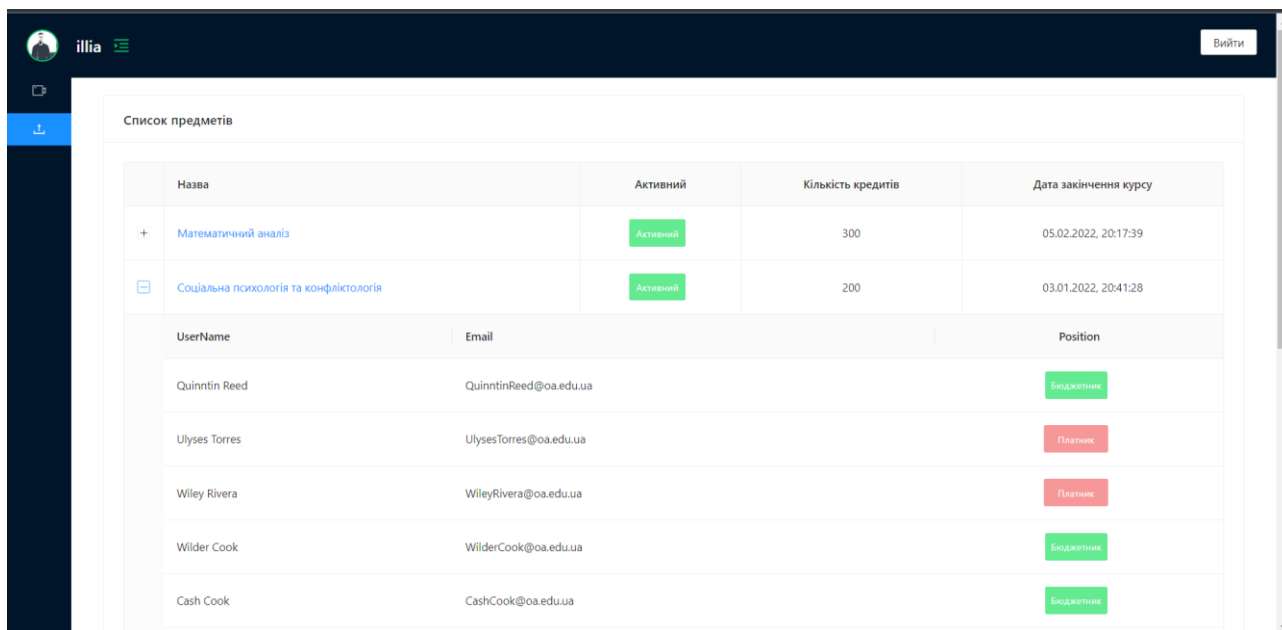 illia
Вийти
Список предметів
Назва Активний Кількість кредитів Дата закінчення курсу
Математичний аналіз Активний 300 05.02.2022, 20:17:39
Соціальна психологія та конфліктологія Активний 200 03.01.2022, 20:41:28
UserName Email Position
Quinntin Reed QuinntinReed@oa.edu.ua Бюджетник
Ulyses Torres UlysesTorres@oa.edu.ua Платник
Wiley Rivera WileyRivera@oa.edu.ua Платник
Wilder Cook WilderCook@oa.edu.ua Бюджетник
Cash Cook CashCook@oa.edu.ua Бюджетник